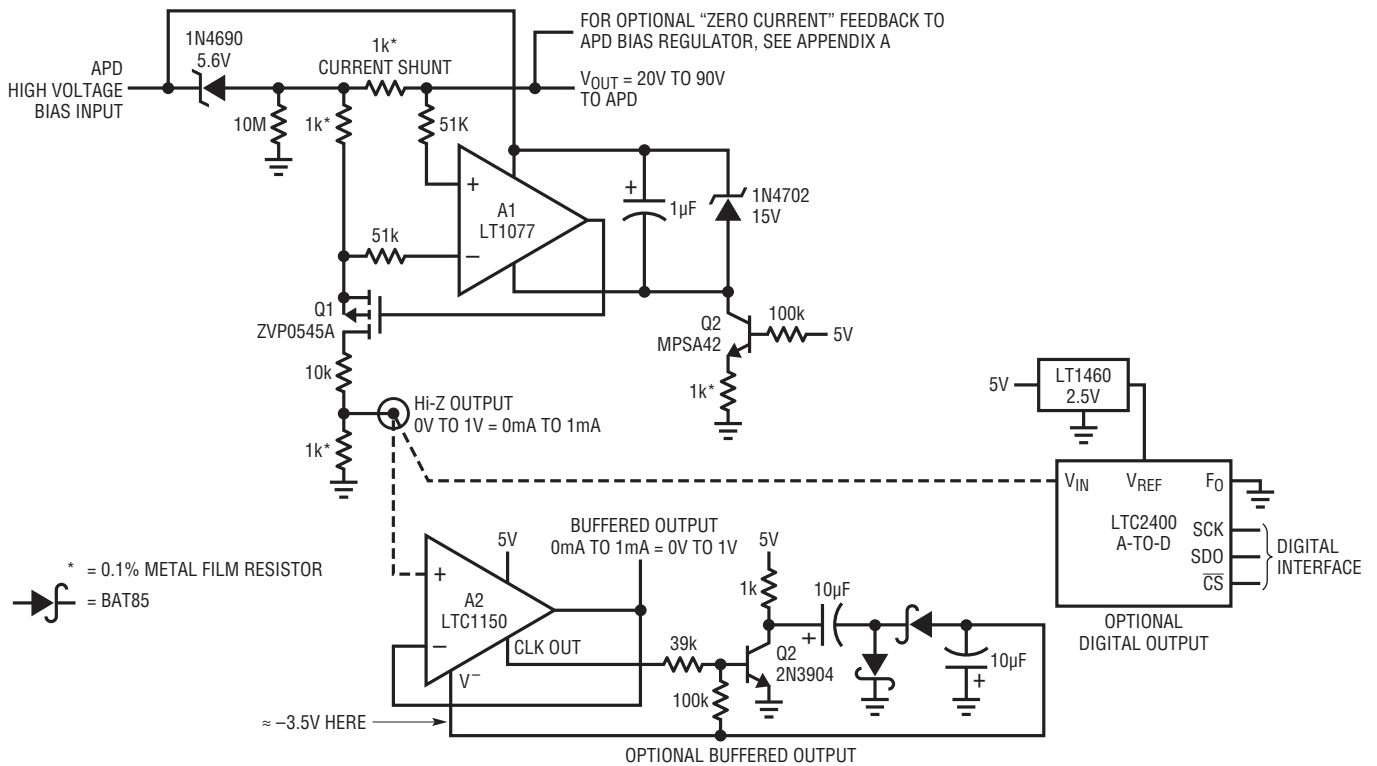 FOR OPTIONAL “ZERO CURRENT” FEEDBACK TO
APD BIAS REGULATOR, SEE APPENDIX A
1N4690
5.6V
1k*
CURRENT SHUNT
APD
HIGH VOLTAGE
BIAS INPUT
VOUT = 20V TO 90V
TO APD
10M
1k*
51K
+
A1
LT1077
–
51k
+
1µF
1N4702
15V
Q1
ZVP0545A
Q2
MPSA42
100k
5V
1k*
10k
Hi-Z OUTPUT
0V TO 1V = 0mA TO 1mA
1k*
5V
LT1460
2.5V
VIN
VREF
FO
LTC2400
A-TO-D
SCK
SDO
CS
DIGITAL
INTERFACE
OPTIONAL
DIGITAL OUTPUT
* = 0.1% METAL FILM RESISTOR
= BAT85
BUFFERED OUTPUT
0mA TO 1mA = 0V TO 1V
5V
+
A2
LTC1150
–
CLK OUT
V–
5V
1k
10µF
+
39k
Q2
2N3904
100k
10µF
+
≈ –3.5V HERE
OPTIONAL BUFFERED OUTPUT